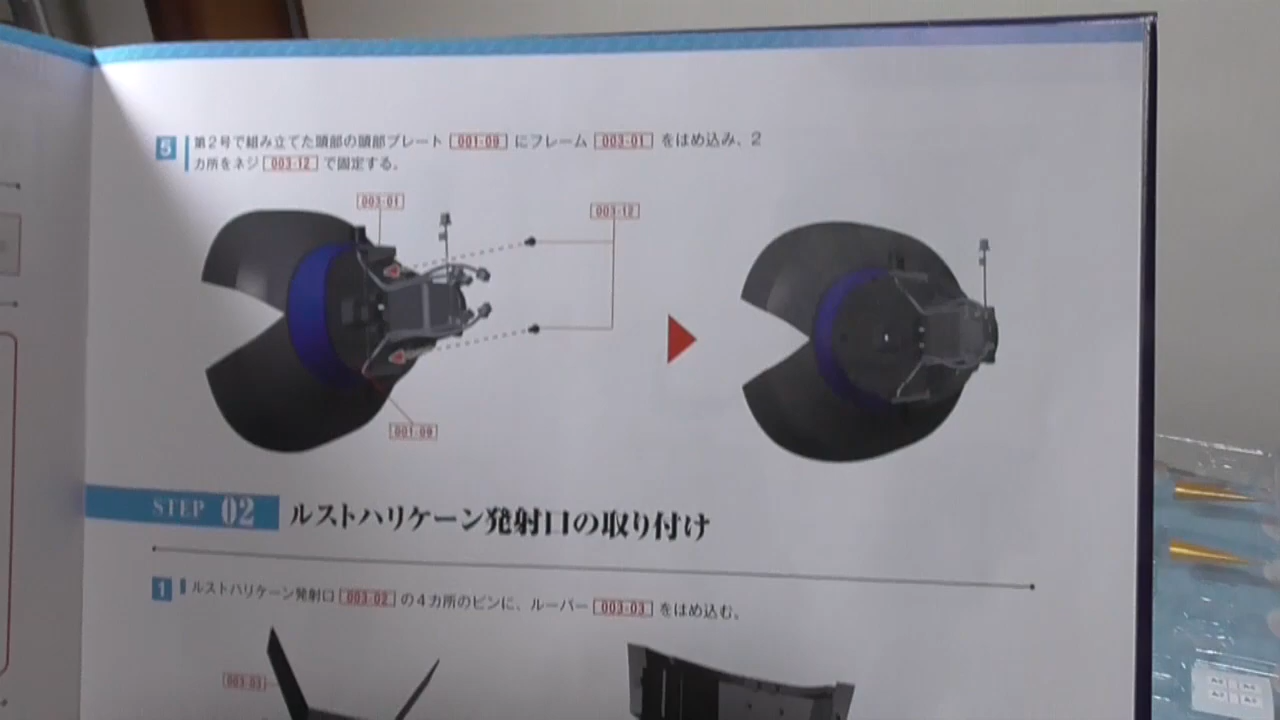 5 第2号で組み立てた頭部の頭部プレート 001-09 にフレーム 003-01 をはめ込み、2
カ所をネジ 003-12 で固定する。
003-01
003-12
001-09
STEP 02 ルストハリケーン発射口の取り付け
1 ルストハリケーン発射口 003-02 の4カ所のピンに、ルーバー 003-03 をはめ込む。
003-03